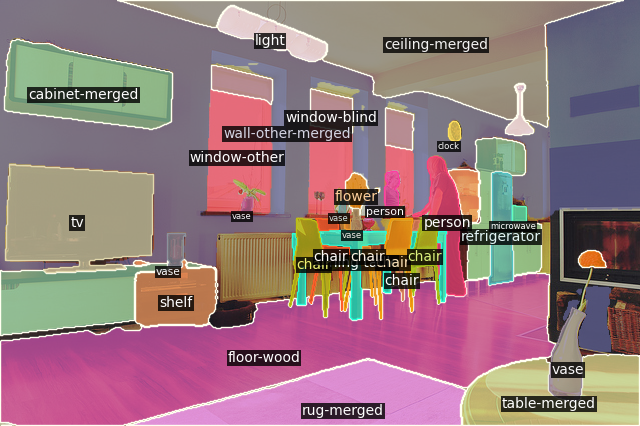 light
ceiling-merged
cabinet-merged
window-blind
wall-other-merged
clock
window-other
flower
person
vase
vase
person
tv
vase
microwave
refrigerator
chair
chair
chair
vase
chair
shelf
floor-wood
vase
table-merged
rug-merged